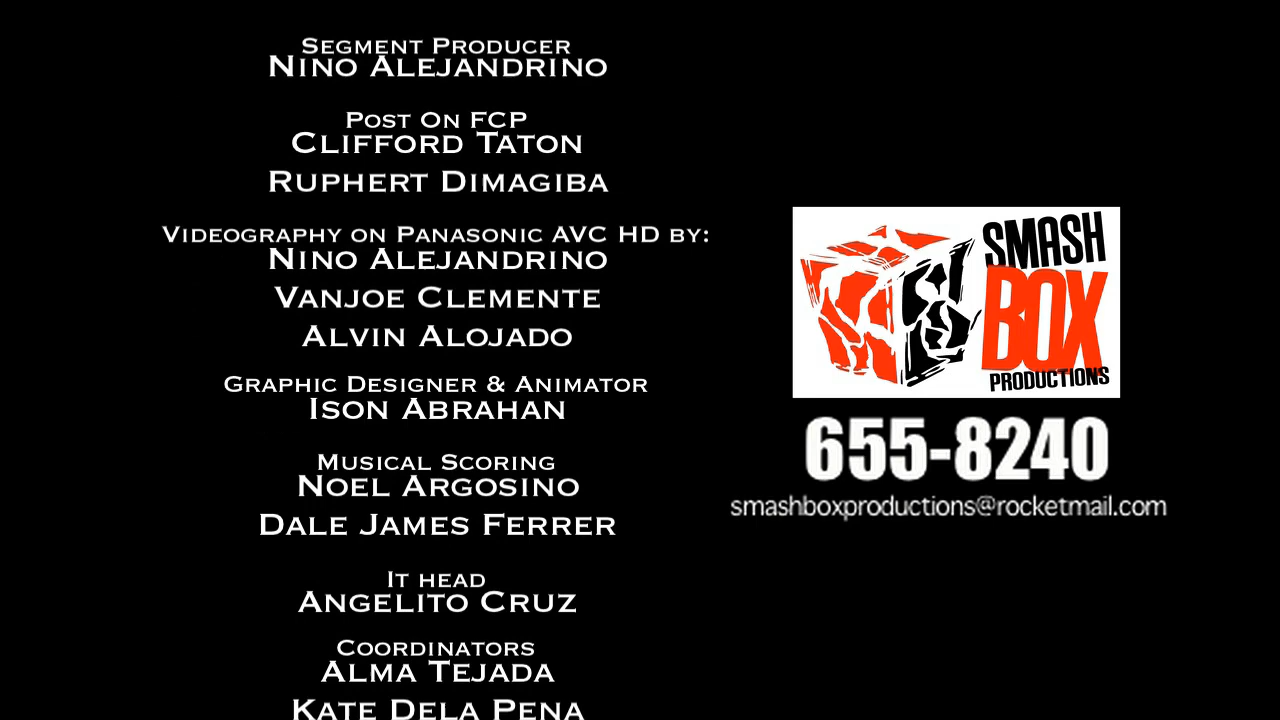 Segment Producer
Nino Alejandrino
Post On FCP
Clifford Taton
Ruphert Dimagiba
Videography on Panasonic AVC HD by:
Nino Alejandrino
Vanjoe Clemente
Alvin Alojado
Graphic Designer & Animator
Ison Abrahan
Musical Scoring
Noel Argosino
Dale James Ferrer
It head
Angelito Cruz
Coordinators
Alma Tejada
Kate Dela Pena
SMASH
BOX
PRODUCTIONS
655-8240
smashboxproductions@rocketmail.com